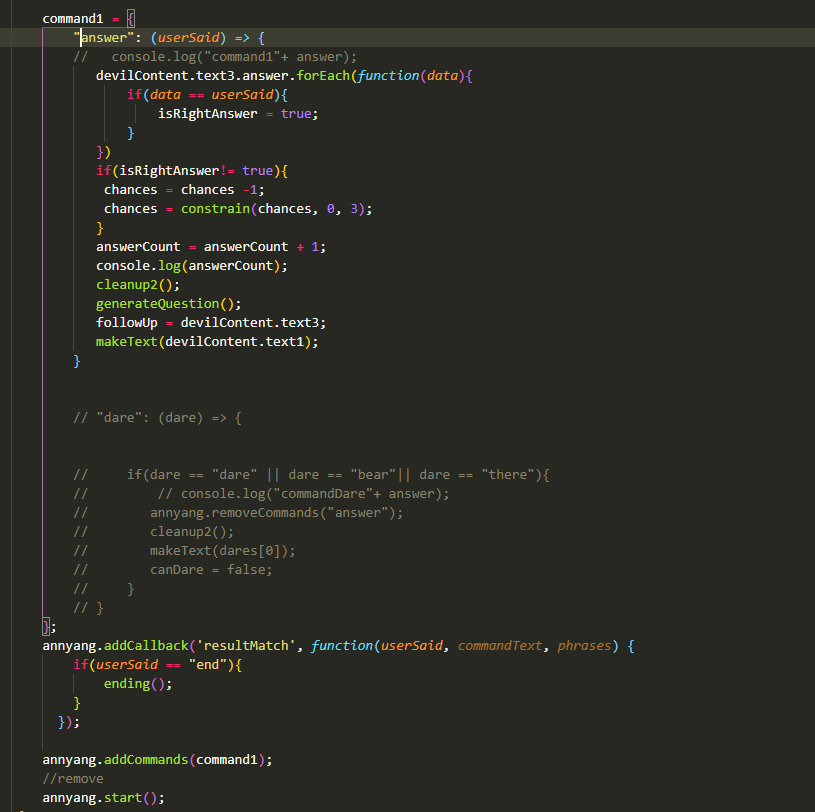 command1 = {
"answer": (userSaid) => {
//   console.log("command1"+ answer);
devilContent.text3.answer.forEach(function(data){
if(data == userSaid){
isRightAnswer = true;
}
})
if(isRightAnswer!= true){
chances = chances -1;
chances = constrain(chances, 0, 3);
}
answerCount = answerCount + 1;
console.log(answerCount);
cleanup2();
generateQuestion();
followUp = devilContent.text3;
makeText(devilContent.text1);
}
// "dare": (dare) => {
//     if(dare == "dare" || dare == "bear"|| dare == "there"){
//         // console.log("commandDare"+ answer);
//        annyang.removeCommands("answer");
//        cleanup2();
//        makeText(dares[0]);
//        canDare = false;
//     }
// }
};
annyang.addCallback('resultMatch', function(userSaid, commandText, phrases) {
if(userSaid == "end"){
ending();
}
});
annyang.addCommands(command1);
//remove
annyang.start();